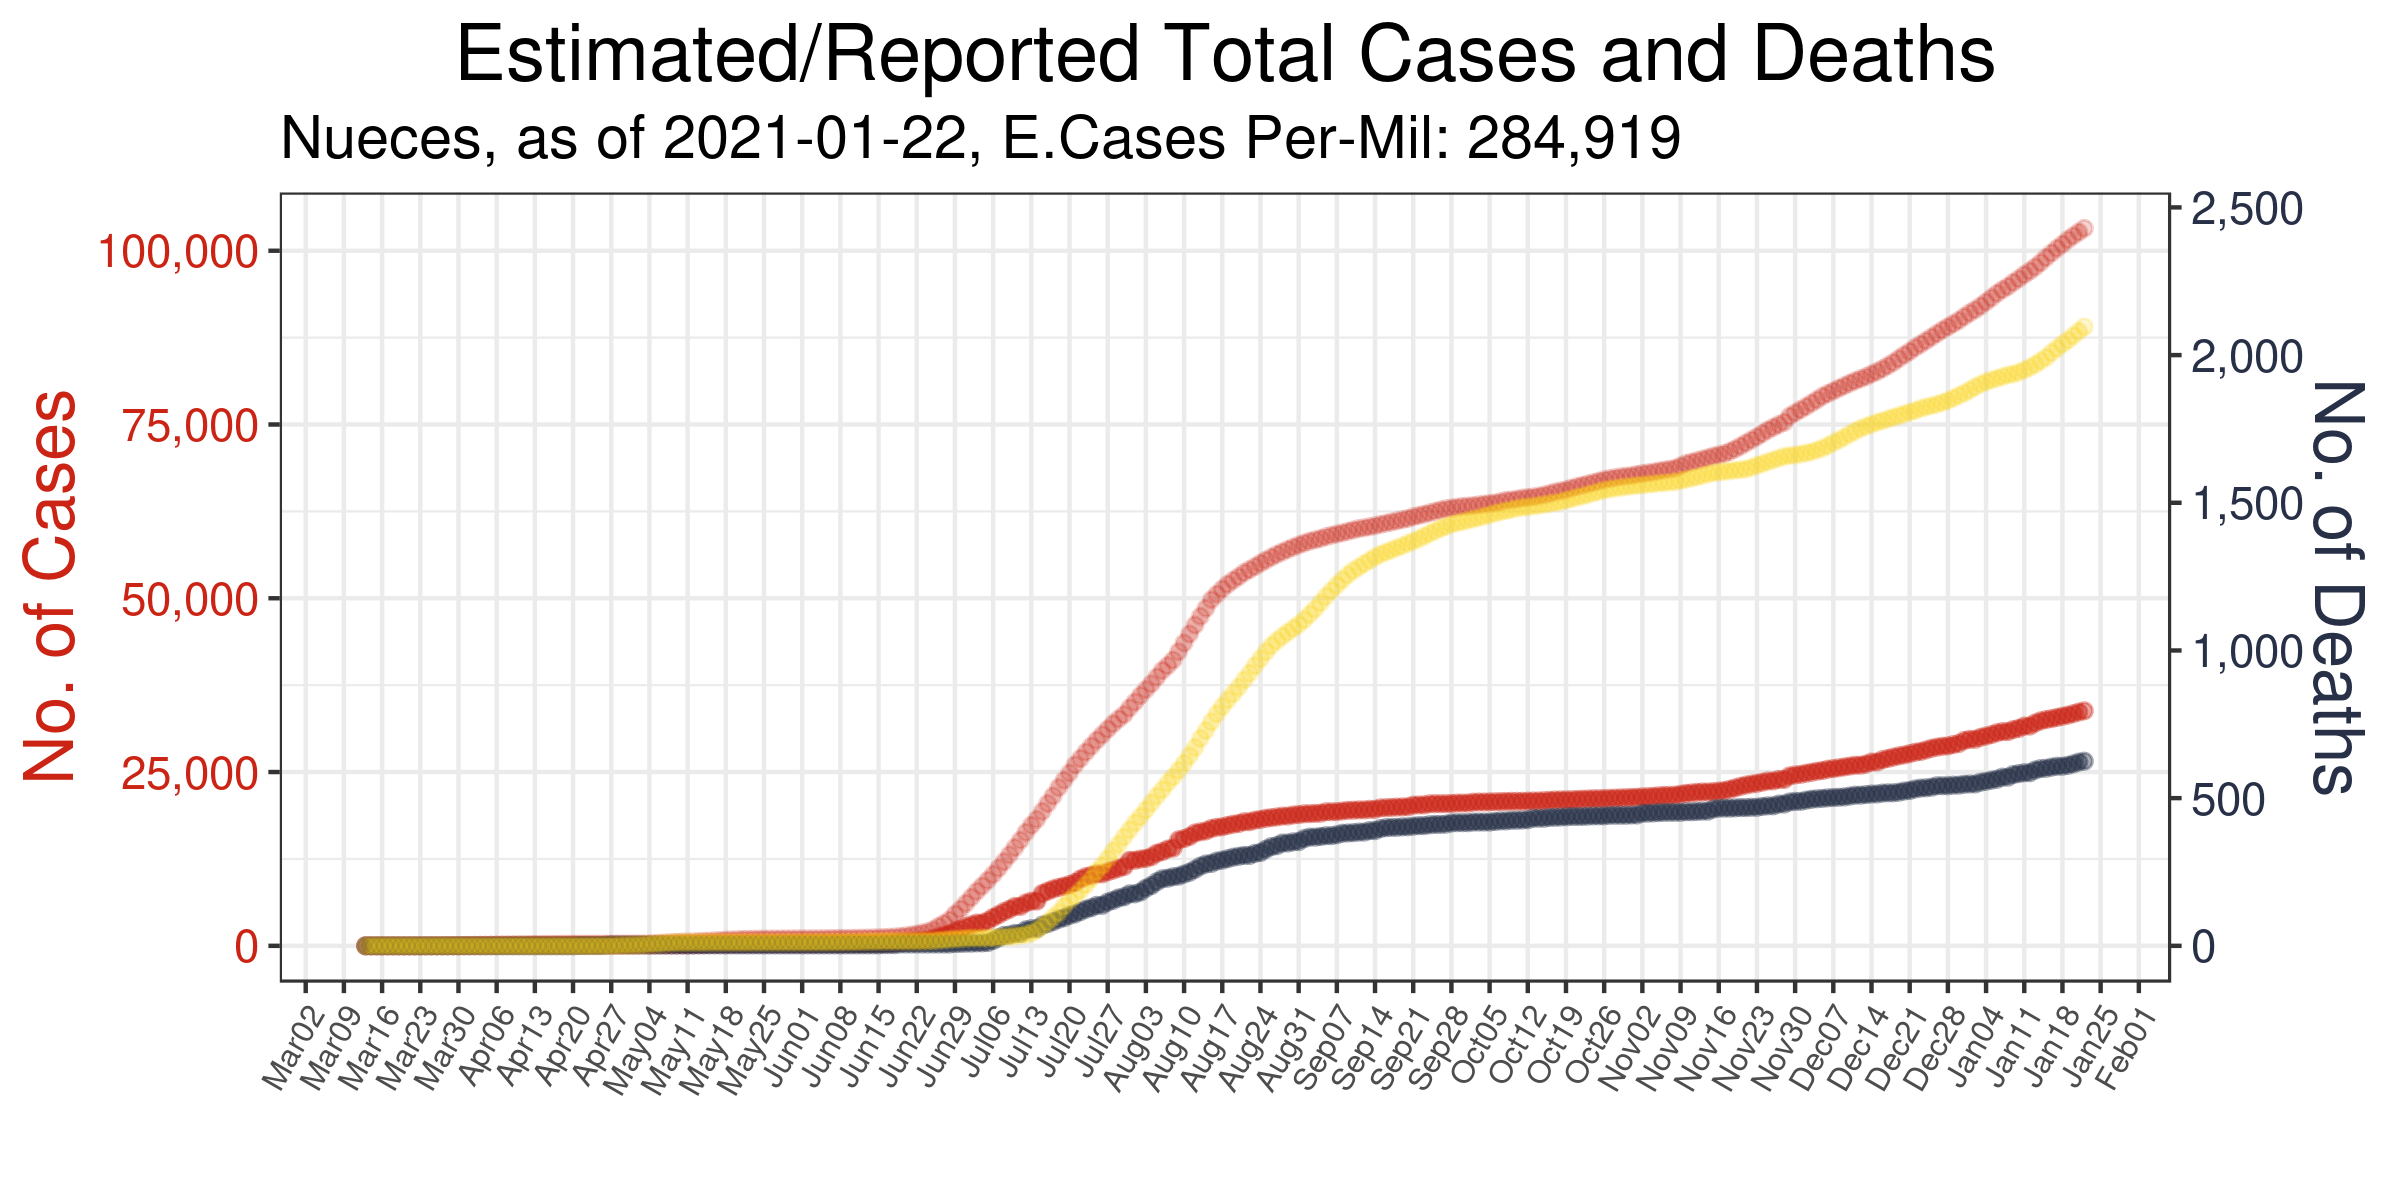 Estimated/Reported Total Cases and Deaths
Nueces, as of 2021-01-22, E.Cases Per-Mil: 284,919
No. of Cases
100,000
75,000
50,000
25,000
0
2,500
2,000
1,500
1,000
500
0
No. of Deaths
Mar02
Mar09
Mar16
Mar23
Mar30
Apr06
Apr13
Apr20
Apr27
May04
May11
May18
May25
Jun01
Jun08
Jun15
Jun22
Jun29
Jul06
Jul13
Jul20
Jul27
Aug03
Aug10
Aug17
Aug24
Aug31
Sep07
Sep14
Sep21
Sep28
Oct05
Oct12
Oct19
Oct26
Nov02
Nov09
Nov16
Nov23
Nov30
Dec07
Dec14
Dec21
Dec28
Jan04
Jan11
Jan18
Jan25
Feb01